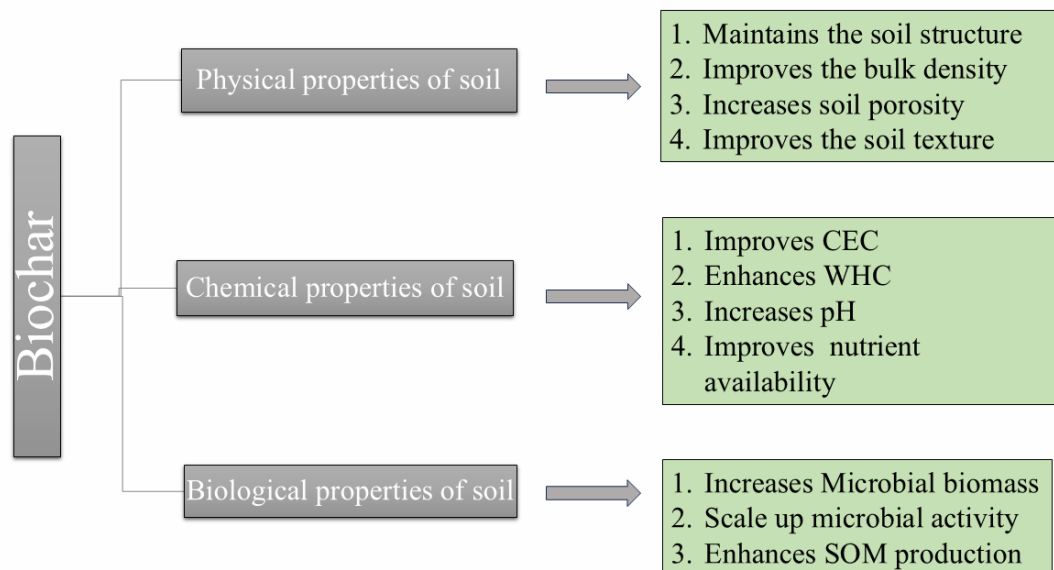 Biochar
Physical properties of soil
1. Maintains the soil structure
2. Improves the bulk density
3. Increases soil porosity
4. Improves the soil texture
Chemical properties of soil
1. Improves CEC
2. Enhances WHC
3. Increases pH
4. Improves nutrient
availability
Biological properties of soil
1. Increases Microbial biomass
2. Scale up microbial activity
3. Enhances SOM production